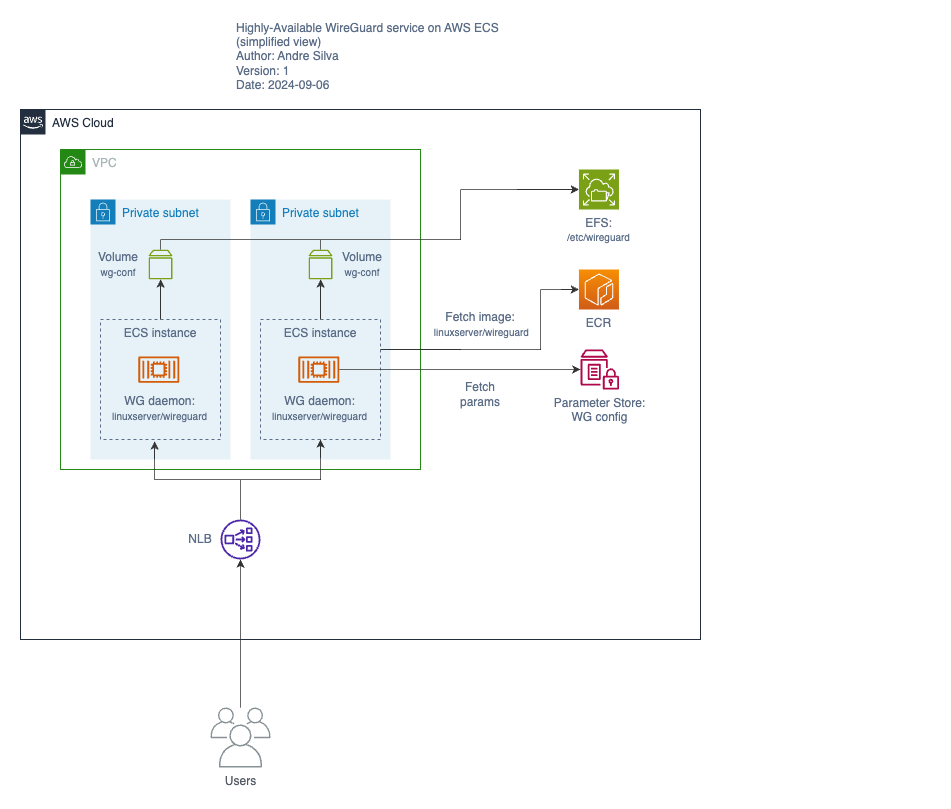 Highly-Available WireGuard service on AWS ECS
(simplified view)
Author: Andre Silva
Version: 1
Date: 2024-09-06
aws
AWS Cloud
VPC
Private subnet
Private subnet
EFS:
/etc/wireguard
Volume
wg-conf
Volume
wg-conf
Fetch image:
linuxserver/wireguard
ECR
ECS instance
ECS instance
WG daemon:
linuxserver/wireguard
WG daemon:
linuxserver/wireguard
Fetch
params
Parameter Store:
WG config
NLB
Users